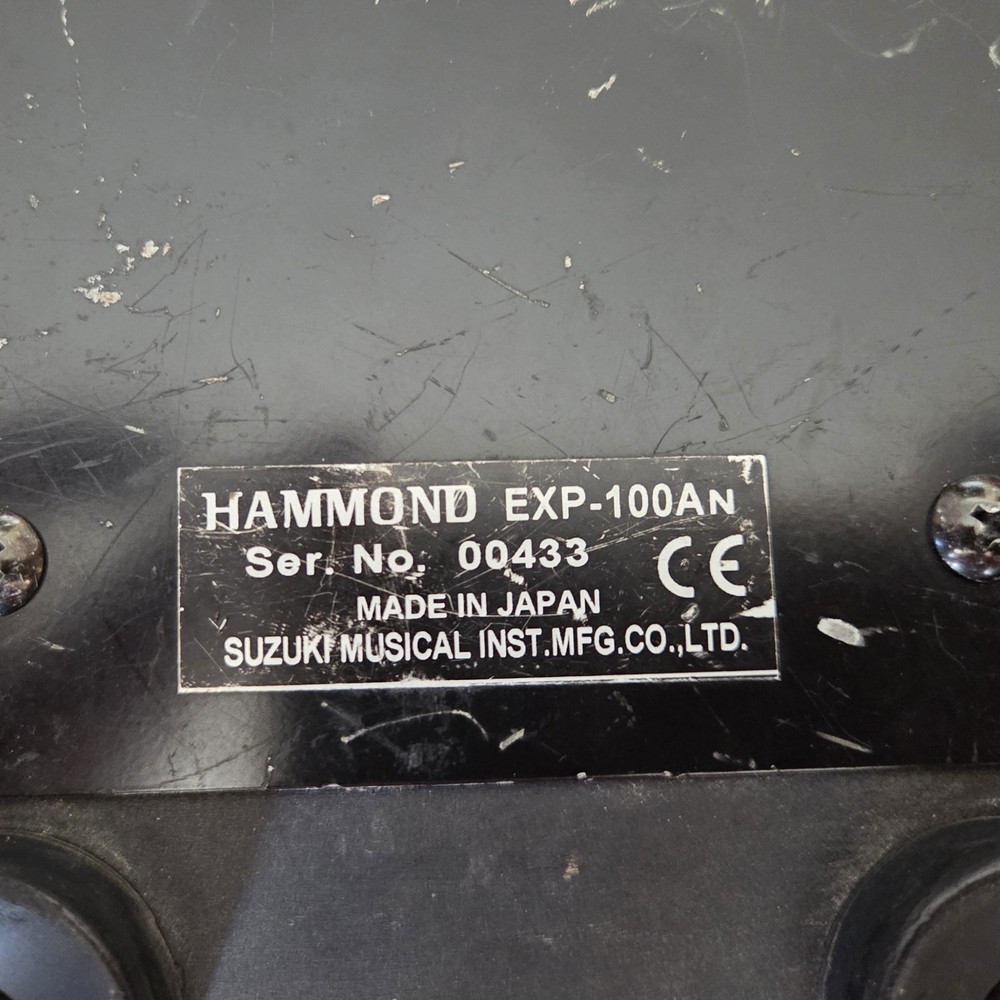 HAMMOND EXP-100AN
Ser. No. 00433 CE
MADE IN JAPAN
SUZUKI MUSICAL INST.MFG.CO.,LTD.